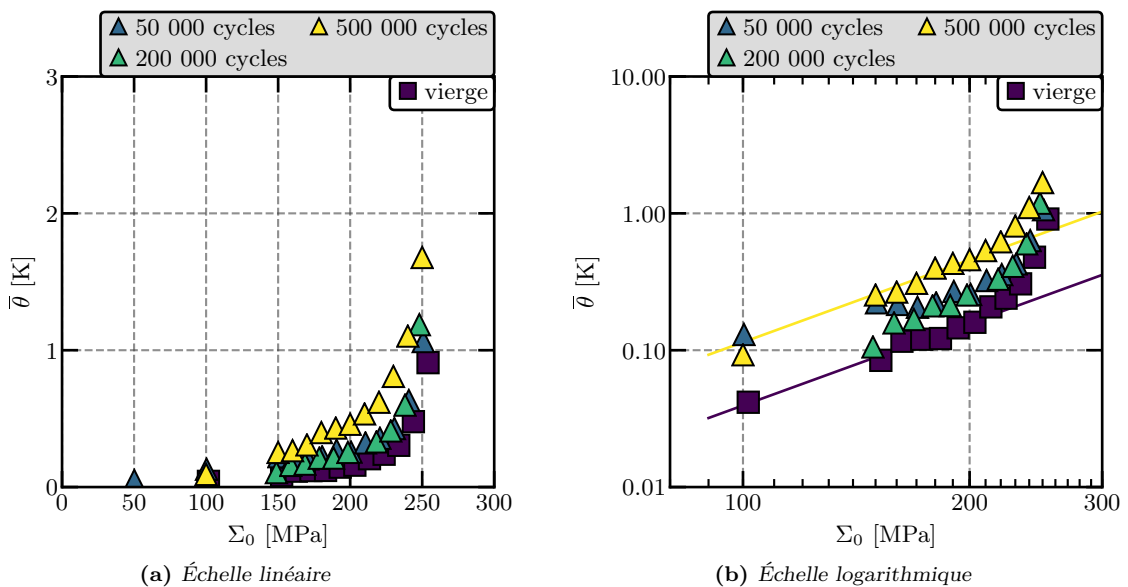 50 000 cycles 500 000 cycles
200 000 cycles
vierge
3
2
1
0
θ [K]
0 50 100 150 200 250 300
Σ0 [MPa]
(a) Échelle linéaire
50 000 cycles 500 000 cycles
200 000 cycles
vierge
10.00
1.00
0.10
0.01
θ [K]
100 200 300
Σ0 [MPa]
(b) Échelle logarithmique